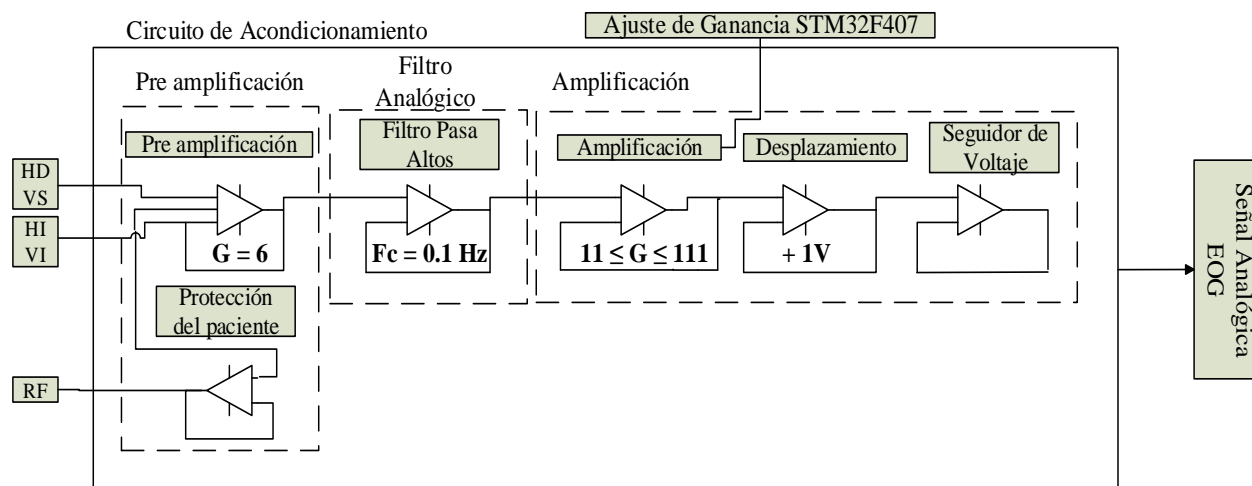 Circuito de Acondicionamiento
Ajuste de Ganancia STM32F407
Pre amplificación
Filtro
Analógico
Amplificación
Pre amplificación
Filtro Pasa
Altos
Amplificación
Desplazamiento
Seguidor de
Voltaje
HD
VS
HI
VI
G = 6
Fc = 0.1 Hz
11 ≤ G ≤ 111
+ 1V
Protección
del paciente
RF
Señal Analógica
EOG